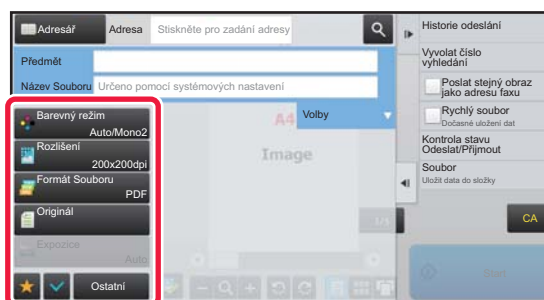 Adresář
Adresa
Stiskněte pro zadání adresy
Předmět
Název Souboru
Určeno pomocí systémových nastavení
Barevný režim
Auto/Mono2
Rozlišení
200x200dpi
Formát Souboru
PDF
Originál
Expozice
Auto
Ostatní
Volby
A4
Image
1/5
Historie odeslání
Vyvolat číslo
vyhledání
Poslat stejný obraz
jako adresu faxu
Rychlý soubor
Dočasné uložení dat
Kontrola stavu
Odeslat/Přijmout
Soubor
Uložit data do složky
CA
Start